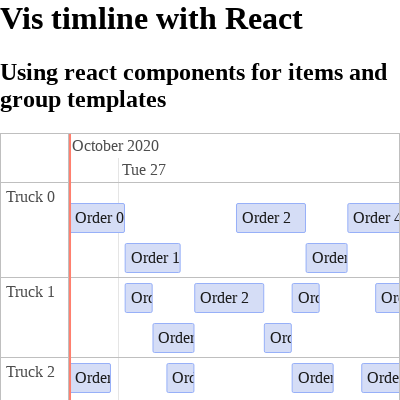 Vis timline with React
Using react components for items and
group templates
October 2020
Tue 27
Truck 0
Order 0
Order 2
Order 4
Order 1
Order
Truck 1
Orc
Order 2
Orc
Or
Order
Orc
Truck 2
Order
Orc
Order
Orde